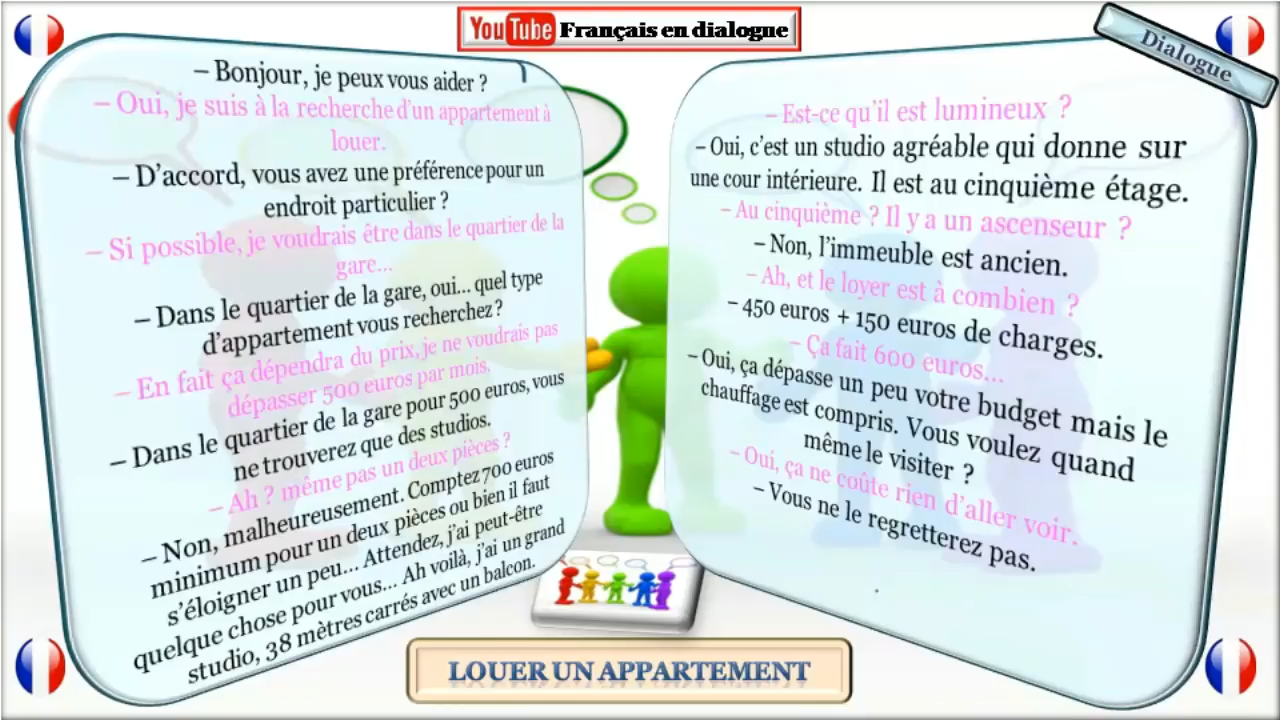 YouTube Français en dialogue
Dialogue
– Bonjour, je peux vous aider ?
– Oui, je suis à la recherche d'un appartement à
louer.
– D'accord, vous avez une préférence pour un
endroit particulier ?
– Si possible, je voudrais être dans le quartier de la
gare...
– Dans le quartier de la gare, oui... quel type
d'appartement vous recherchez ?
– En fait ça dépendra du prix, je ne voudrais pas
dépasser 500 euros par mois.
– Dans le quartier de la gare pour 500 euros, vous
ne trouverez que des studios.
– Ah ? même pas un deux pièces ?
– Non, malheureusement. Comptez 700 euros
minimum pour un deux pièces ou bien il faut
s'éloigner un peu... Attendez, j'ai peut-être
quelque chose pour vous... Ah voilà, j'ai un grand
studio, 38 mètres carrés avec un balcon.
– Est-ce qu'il est lumineux ?
– Oui, c'est un studio agréable qui donne sur
une cour intérieure. Il est au cinquième étage.
– Au cinquième ? Il y a un ascenseur ?
– Non, l'immeuble est ancien.
– Ah, et le loyer est à combien ?
– 450 euros + 150 euros de charges.
– Ça fait 600 euros...
– Oui, ça dépasse un peu votre budget mais le
chauffage est compris. Vous voulez quand
même le visiter ?
– Oui, ça ne coûte rien d'aller voir.
– Vous ne le regretterez pas.
LOUER UN APPARTEMENT